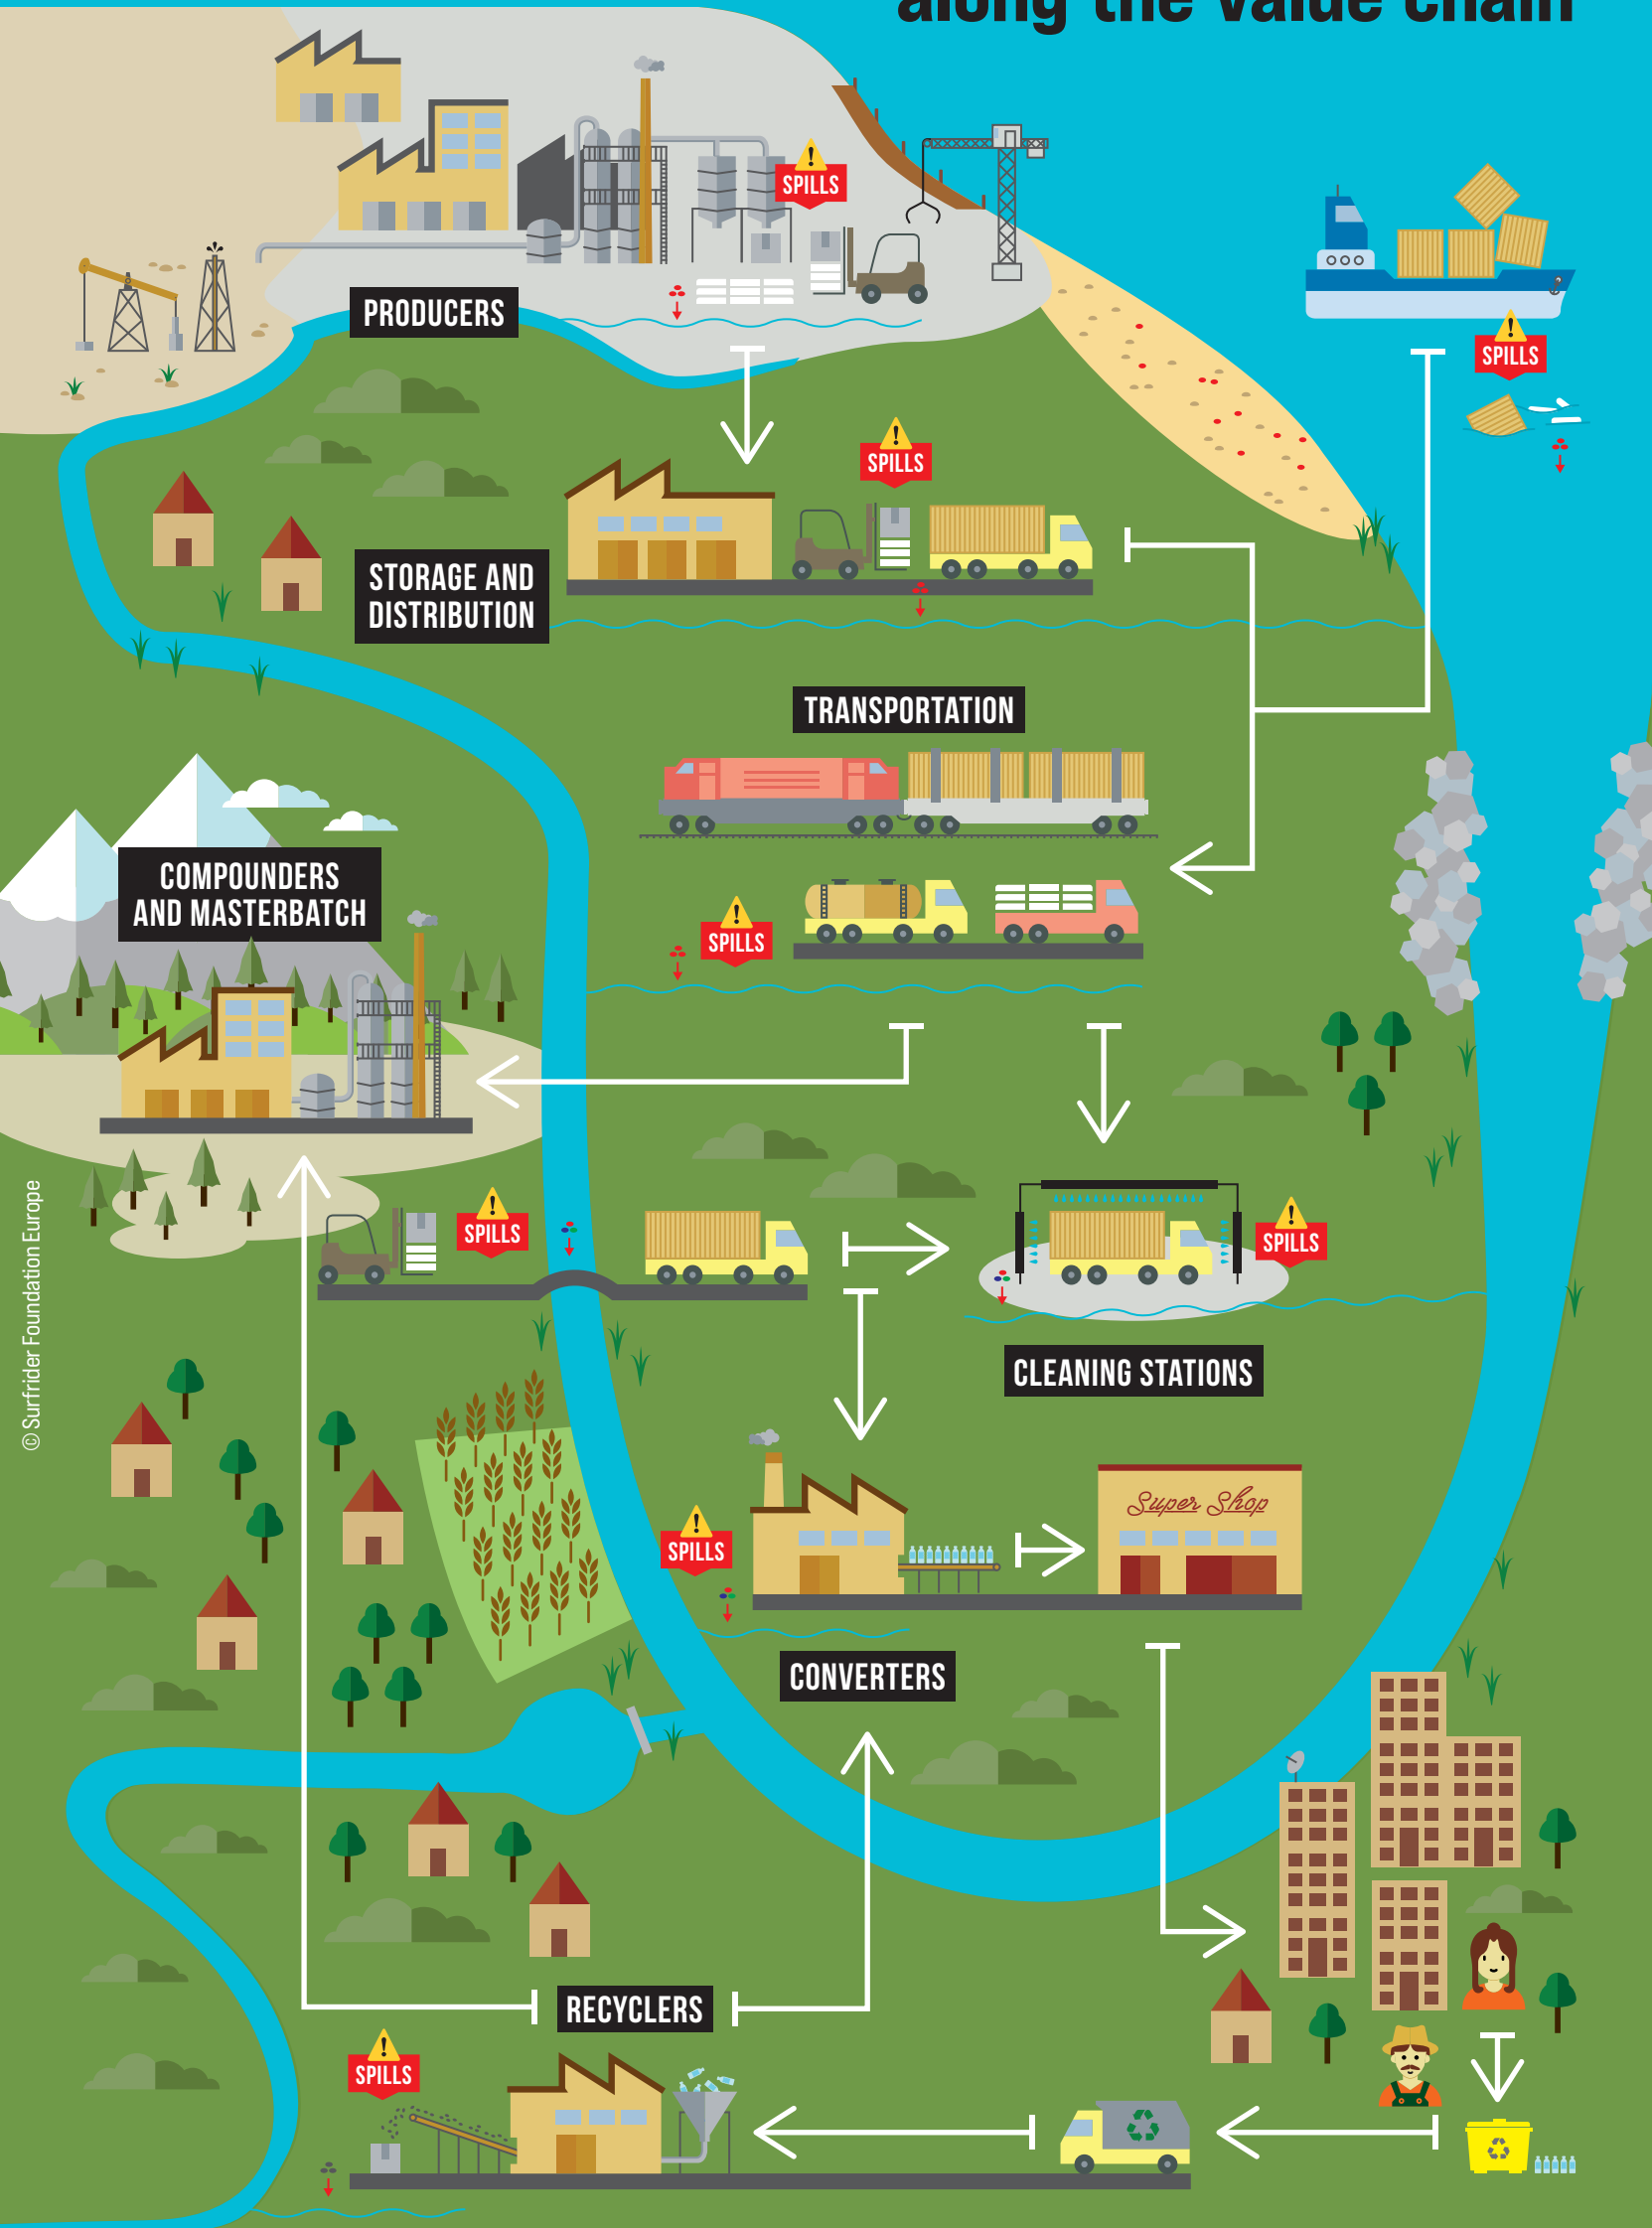 along the value chain
SPILLS
PRODUCERS
SPILLS
SPILLS
STORAGE AND
DISTRIBUTION
TRANSPORTATION
COMPOUNDERS
AND MASTERBATCH
SPILLS
© Surfrider Foundation Europe
SPILLS
SPILLS
CLEANING STATIONS
Super Shop
SPILLS
CONVERTERS
RECYCLERS
SPILLS